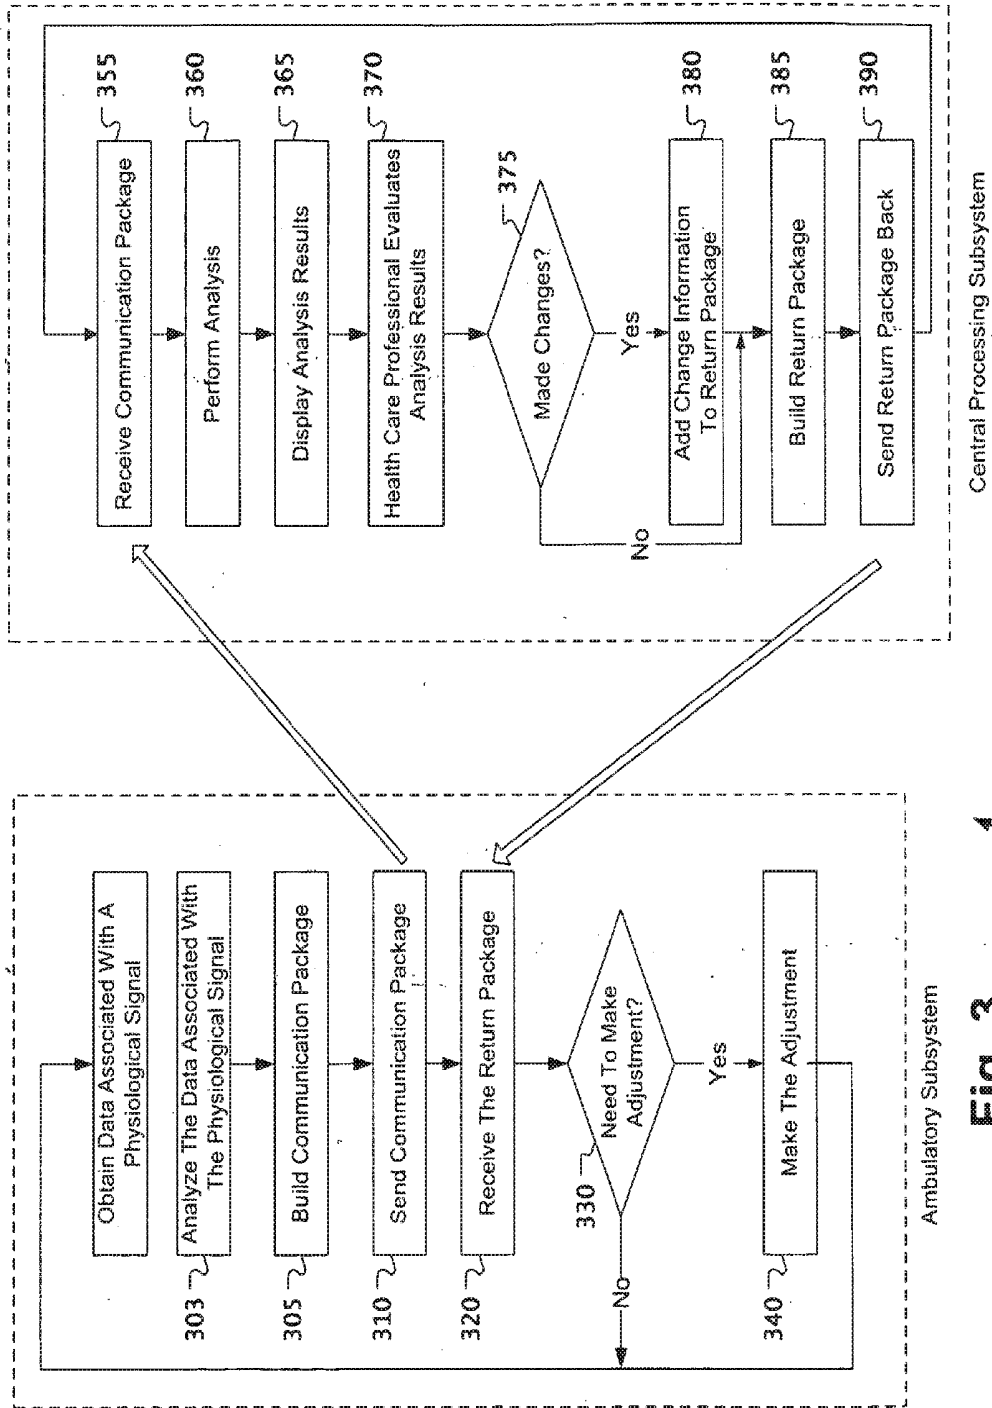 Obtain Data Associated With A
Physiological Signal
303
Analyze The Data Associated With
The Physiological Signal
305
Build Communication Package
310
Send Communication Package
320
Receive The Return Package
330
Need To Make
Adjustment?
No
Yes
340
Make The Adjustment
Ambulatory Subsystem
355
Receive Communication Package
360
Perform Analysis
365
Display Analysis Results
370
Health Care Professional Evaluates
Analysis Results
375
Made Changes?
No
Yes
380
Add Change Information
To Return Package
385
Build Return Package
390
Send Return Package Back
Central Processing Subsystem